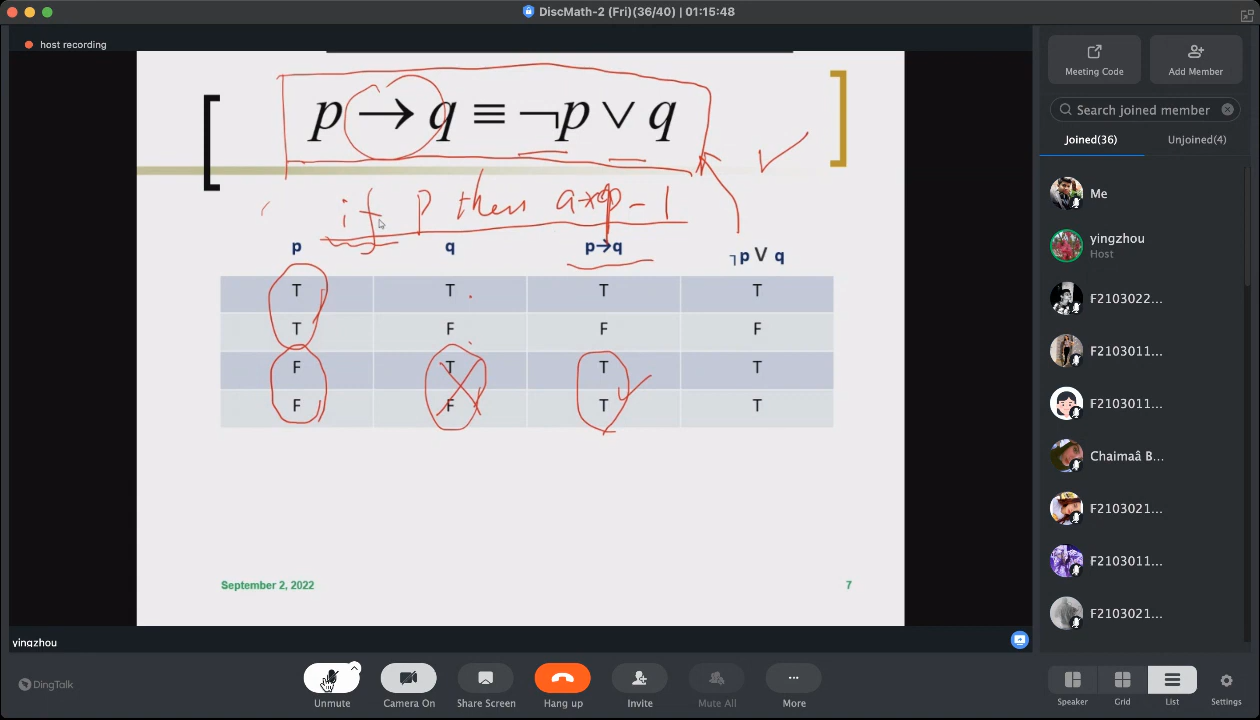 DiscMath-2 (Fri)(36/40) | 01:15:48
host recording
Meeting Code
Add Member
Search joined member
Joined(36)
Unjoined(4)
p → q ≡ ¬p ∨ q
if p then
p
q
p→q
¬p ∨ q
T T T T
T F F F
F T T T
F F T T
September 2, 2022
7
Me
yingzhou
Host
F2103022...
F2103011...
F2103011...
Chaimaâ B...
F2103021...
F2103011...
F2103021...
yingzhou
DingTalk
Unmute
Camera On
Share Screen
Hang up
Invite
Mute All
More
Speaker
Grid
List
Settings